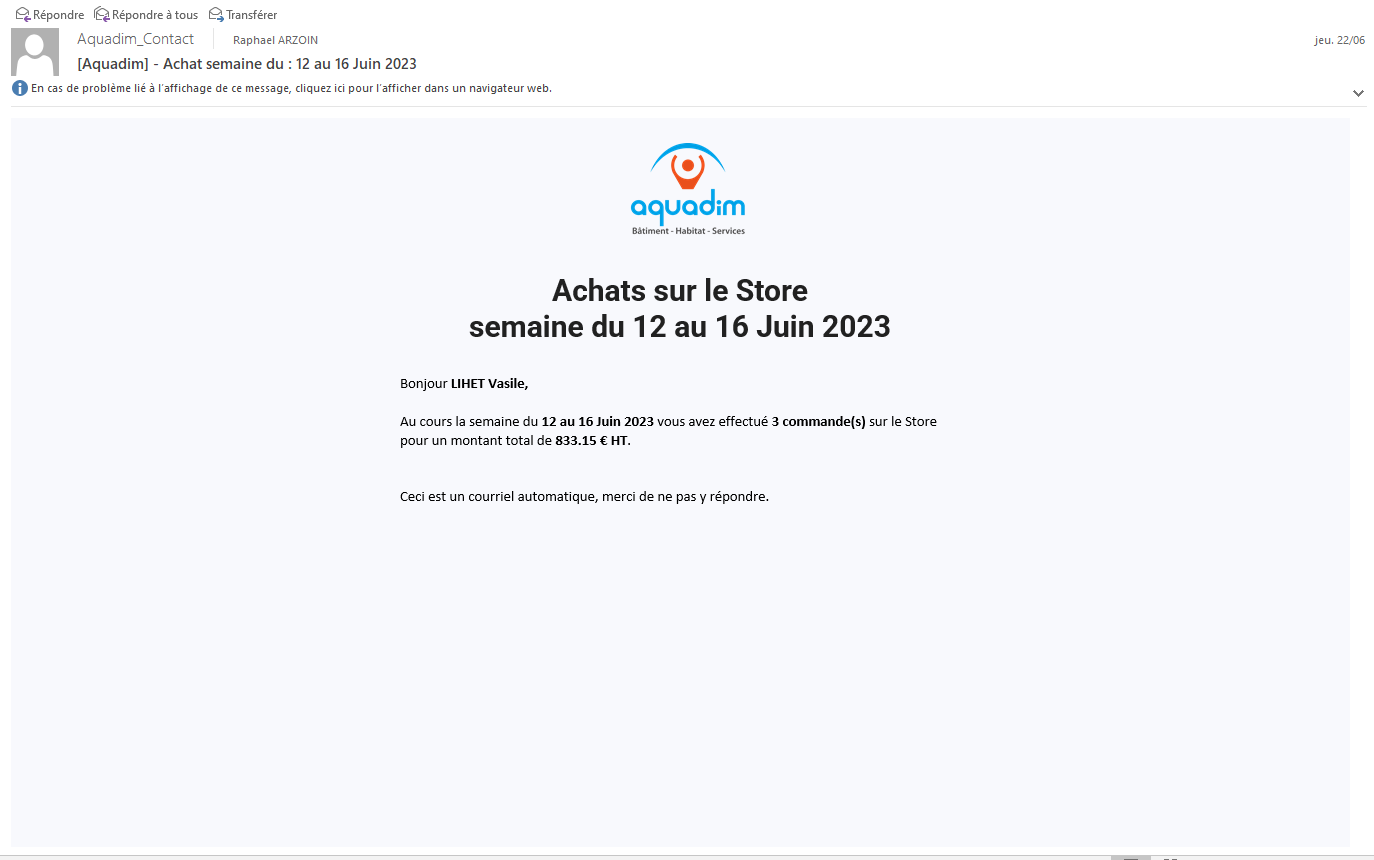 Répondre Répondre à tous Transférer
Aquadim_Contact Raphael ARZOIN jeu. 22/06
[Aquadim] - Achat semaine du : 12 au 16 Juin 2023
En cas de problème lié à l'affichage de ce message, cliquez ici pour l'afficher dans un navigateur web.
aquadim
Bâtiment - Habitat - Services
Achats sur le Store
semaine du 12 au 16 Juin 2023
Bonjour LIHET Vasile,
Au cours la semaine du 12 au 16 Juin 2023 vous avez effectué 3 commande(s) sur le Store
pour un montant total de 833.15 € HT.
Ceci est un courriel automatique, merci de ne pas y répondre.